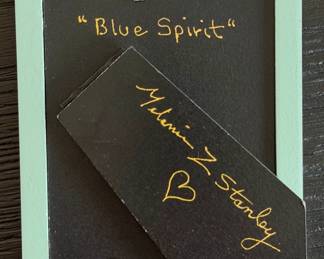 "Blue Spirit"
Melanie Z Stanley